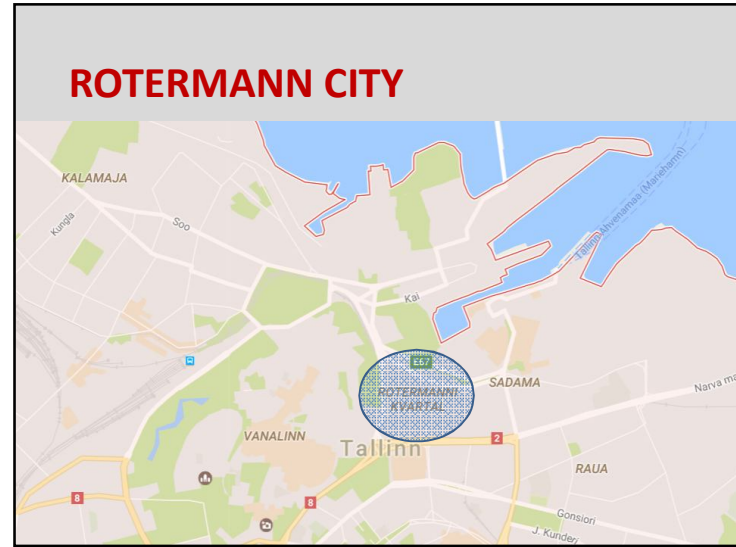 ROTERMANN CITY
KALAMAJA
Kungla
Soo
Tallinn Ahvenamaa (Mariehamn)
Kai
E67
ROTERMANNI
KVARTAL
SADAMA
Narva ma
VANALINN
Tallinn
2
RAUA
8
8
Gonsiori
J. Kunderi